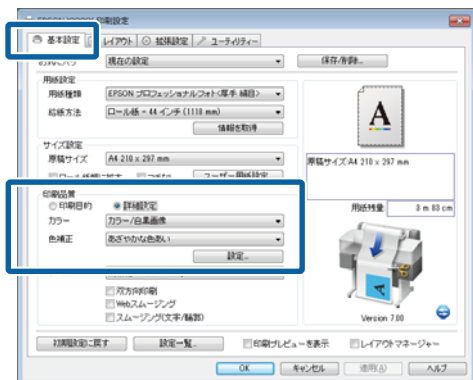 印刷設定
基本設定
レイアウト
拡張設定
ユーティリティー
現在の設定
保存/削除...
用紙設定
用紙種類
EPSON プロフェッショナルフォト<厚手 絹目>
給紙方法
ロール紙 - 44 インチ (1118 mm)
情報を取得
サイズ設定
原稿サイズ
A4 210 x 297 mm
原稿サイズ:A4 210 x 297 mm
印刷品質
印刷目的
詳細設定
カラー
カラー/白黒画像
色補正
あざやかな色あい
設定...
用紙残量
3 m 83 cm
双方向印刷
Webスムージング
スムージング(文字/輪郭)
Version 7.00
初期設定に戻す
設定一覧...
印刷プレビューを表示
レイアウトマネージャー
OK
キャンセル
適用(A)
ヘルプ